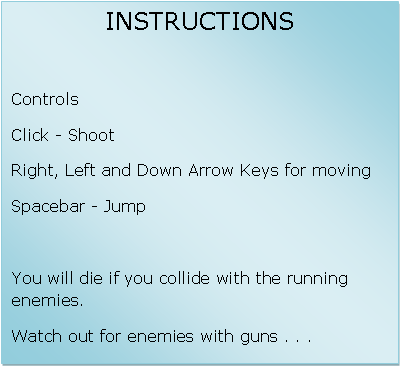 INSTRUCTIONS
Controls
Click - Shoot
Right, Left and Down Arrow Keys for moving
Spacebar - Jump
You will die if you collide with the running
enemies.
Watch out for enemies with guns . . .